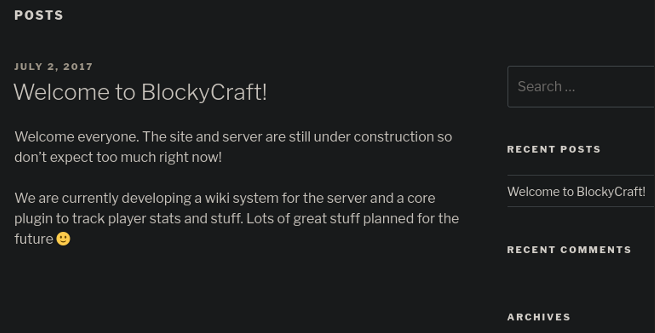 POSTS
JULY 2, 2017
Welcome to BlockyCraft!
Welcome everyone. The site and server are still under construction so
don’t expect too much right now!
We are currently developing a wiki system for the server and a core
plugin to track player stats and stuff. Lots of great stuff planned for the
future 🙂
Search …
RECENT POSTS
Welcome to BlockyCraft!
RECENT COMMENTS
ARCHIVES